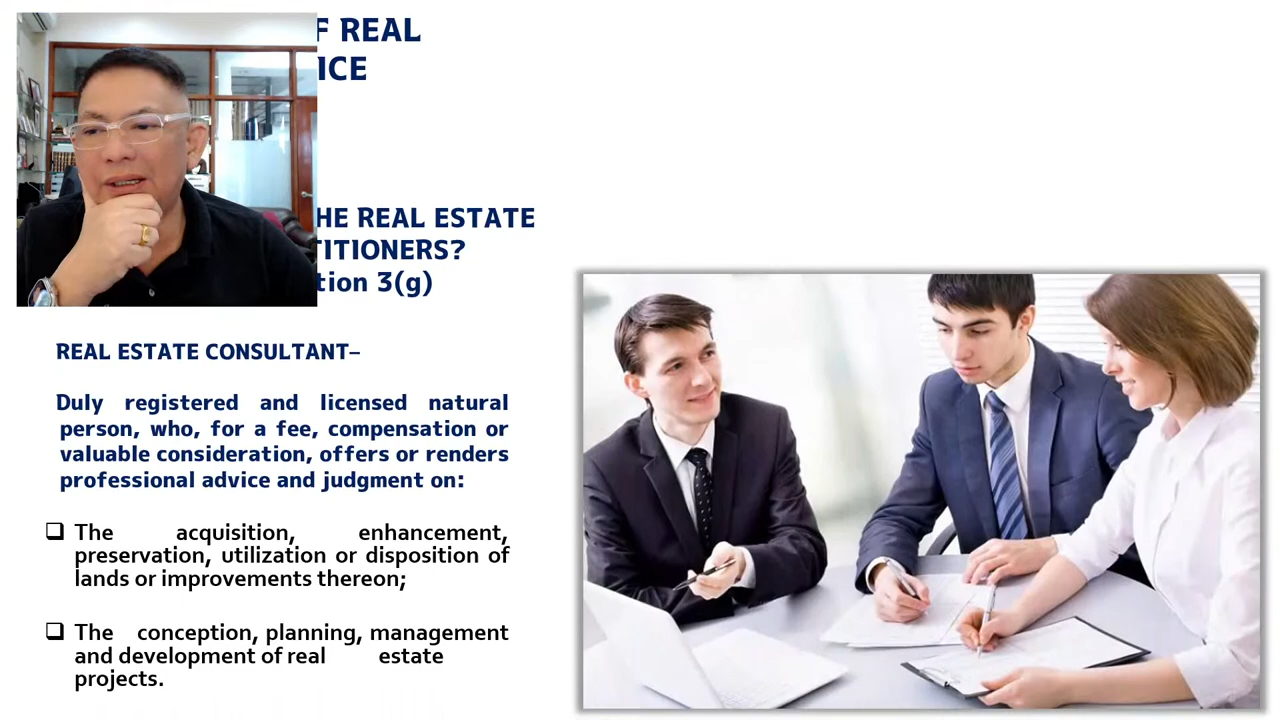 F REAL
ICE
HE REAL ESTATE
TITIONERS?
tion 3(g)
REAL ESTATE CONSULTANT–
Duly registered and licensed natural
person, who, for a fee, compensation or
valuable consideration, offers or renders
professional advice and judgment on:
❑ The acquisition, enhancement,
preservation, utilization or disposition of
lands or improvements thereon;
❑ The conception, planning, management
and development of real estate
projects.